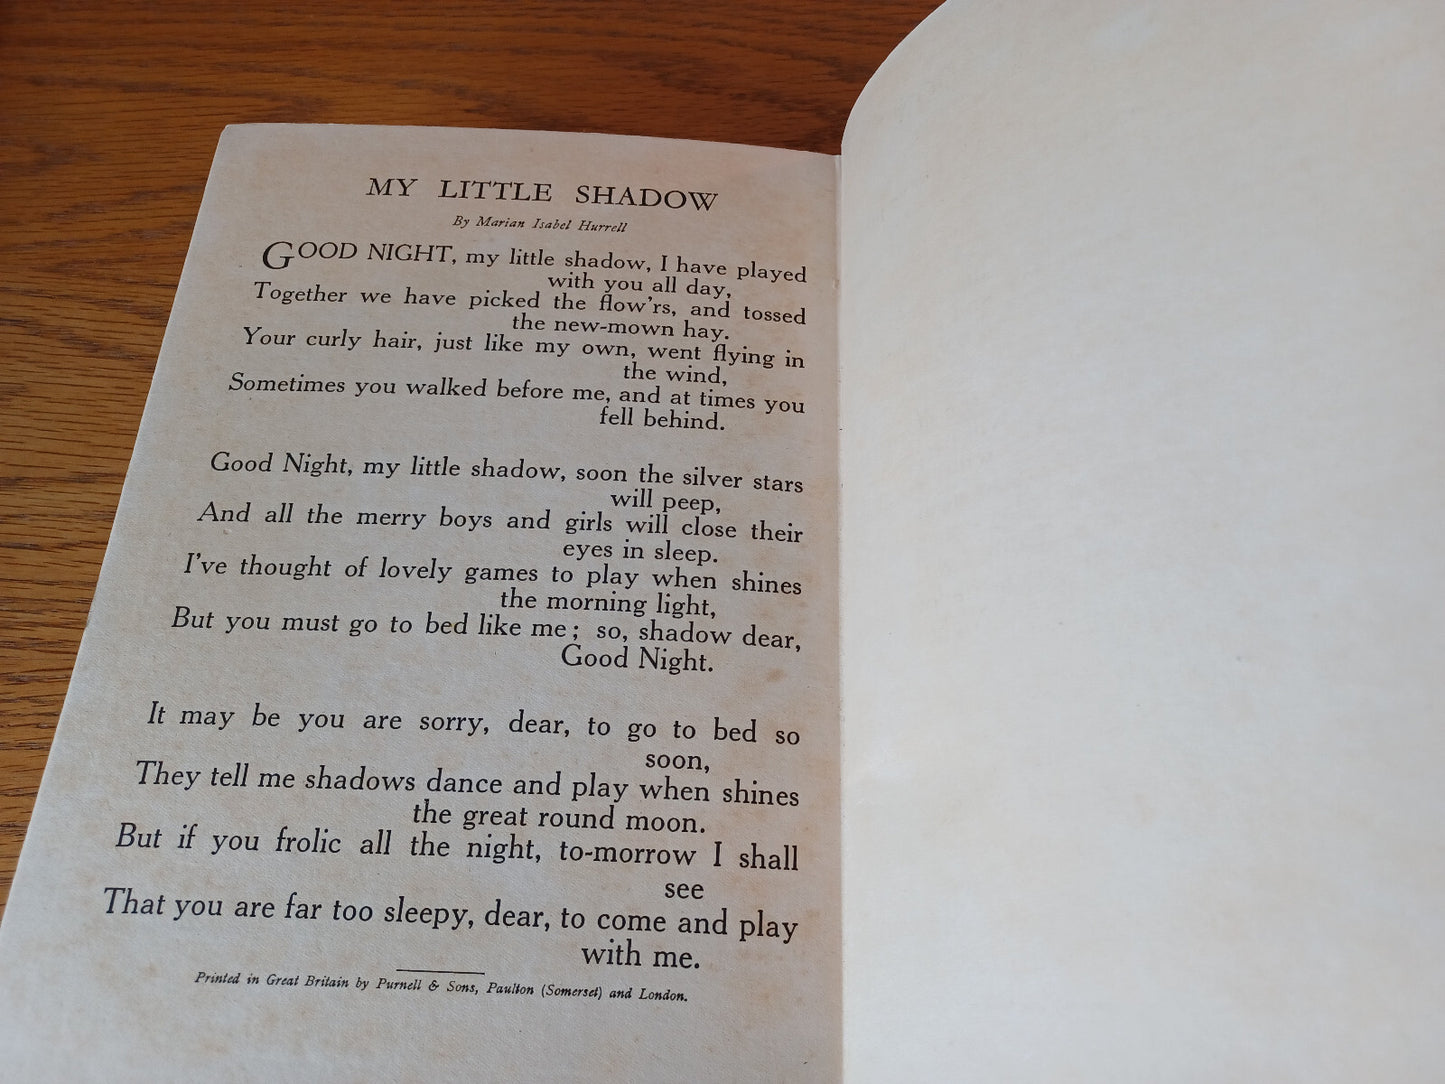 MY LITTLE SHADOW
By Marian Isabel Hurrell
GOOD NIGHT, my little shadow, I have played
with you all day,
Together we have picked the flow'rs, and tossed
the new-mown hay.
Your curly hair, just like my own, went flying in
the wind,
Sometimes you walked before me, and at times you
fell behind.
Good Night, my little shadow, soon the silver stars
will peep,
And all the merry boys and girls will close their
eyes in sleep.
I've thought of lovely games to play when shines
the morning light,
But you must go to bed like me; so, shadow dear,
Good Night.
It may be you are sorry, dear, to go to bed so
soon,
They tell me shadows dance and play when shines
the great round moon.
But if you frolic all the night, to-morrow I shall
see
That you are far too sleepy, dear, to come and play
with me.
Printed in Great Britain by Purnell & Sons, Paulton (Somerset) and London.